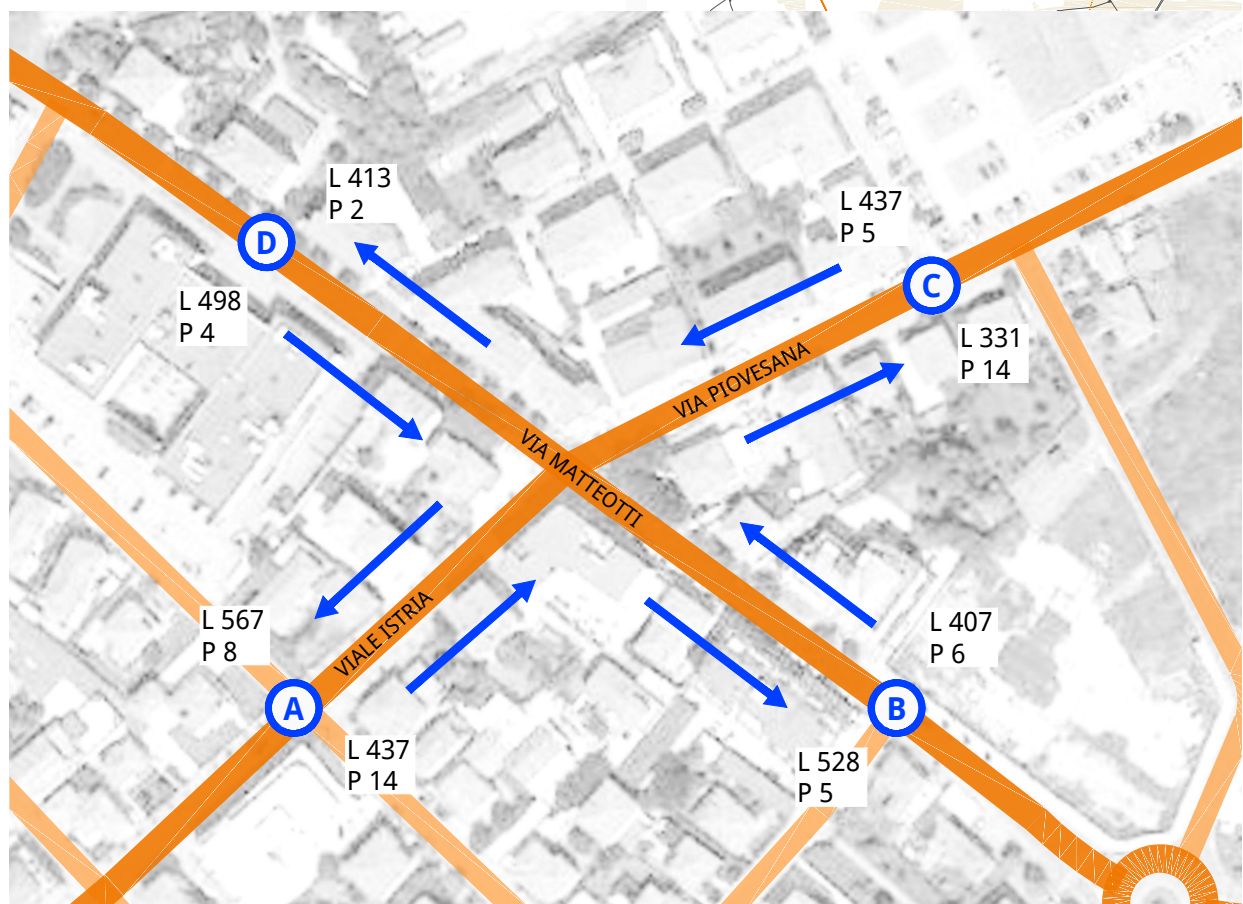 L 413
P 2
L 437
P 5
D
L 498
P 4
C
L 331
P 14
VIA PIOVESANA
VIA MATTEOTTI
L 567
P 8
VIALE ISTRIA
L 407
P 6
A
B
L 437
P 14
L 528
P 5